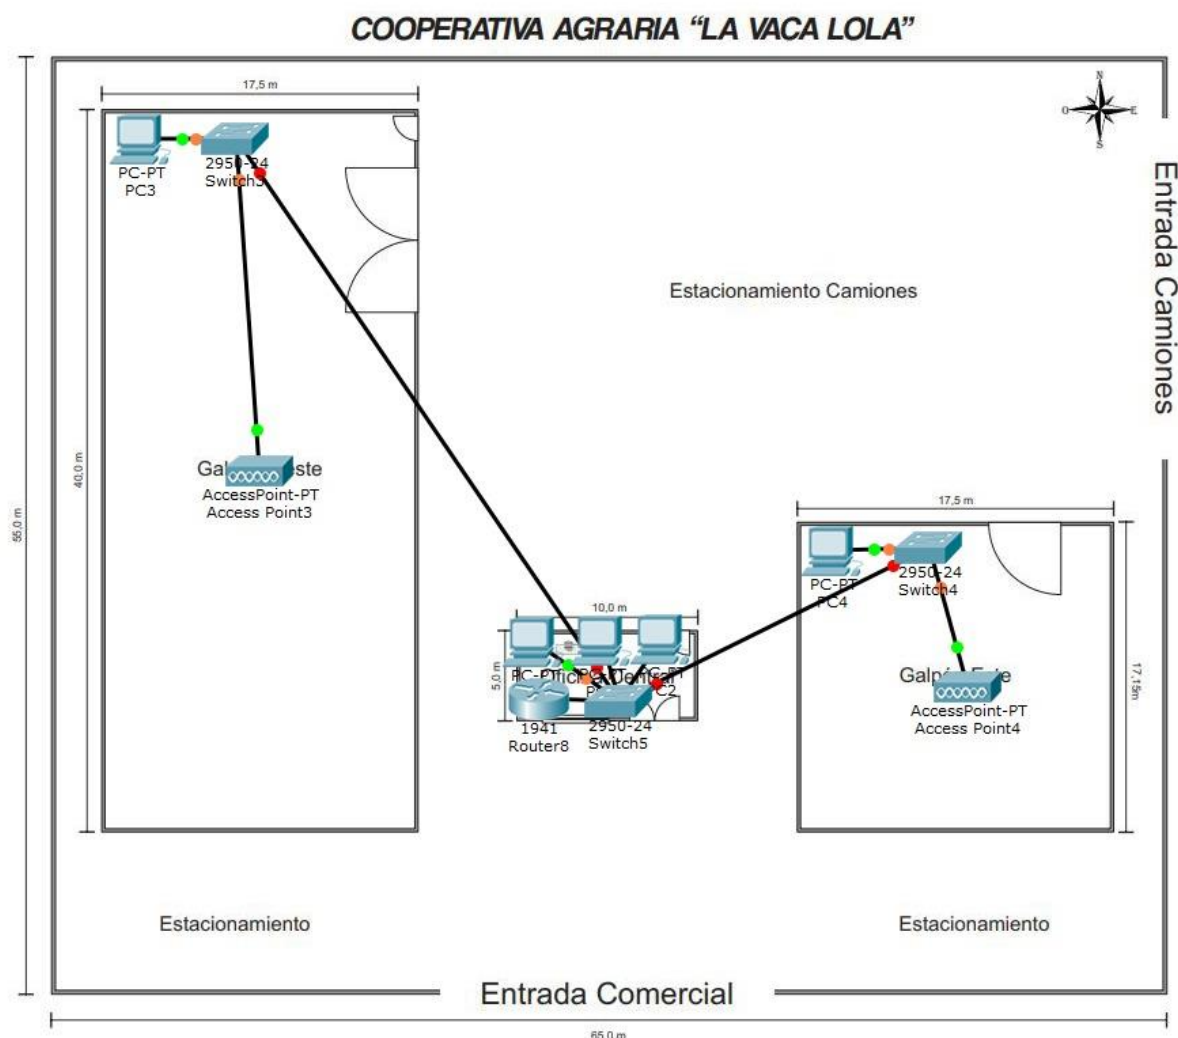 COOPERATIVA AGRARIA “LA VACA LOLA”
17,5 m
N
O
E
S
PC-PT
PC3
2950-24
Switch3
Entrada Camiones
Estacionamiento Camiones
40,0 m
55,0 m
AccessPoint-PT
Access Point3
17,5 m
PC-PT
PC4
2950-24
Switch4
10,0 m
5,0 m
17,15m
1941
Router8
2950-24
Switch5
AccessPoint-PT
Access Point4
Estacionamiento
Estacionamiento
Entrada Comercial
65,0 m